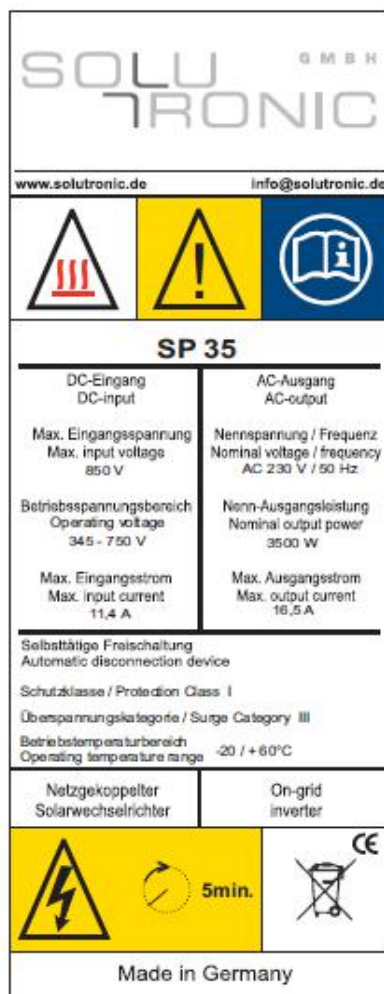 SOLU GMBH
TRONIC
www.solutronic.de info@solutronic.de
SP 35
DC-Eingang
DC-input
Max. Eingangsspannung
Max. input voltage
850 V
Betriebsspannungsbereich
Operating voltage
345 - 750 V
Max. Eingangsstrom
Max. input current
11,4 A
AC-Ausgang
AC-output
Nennspannung / Frequenz
Nominal voltage / frequency
AC 230 V / 50 Hz
Nenn-Ausgangsleistung
Nominal output power
3500 W
Max. Ausgangsstrom
Max. output current
16,5 A
Selbsttätige Freischaltung
Automatic disconnection device
Schutzklasse / Protection Class I
Überspannungskategorie / Surge Category III
Betriebstemperaturbereich
Operating temperature range -20 / + 60°C
Netzgekoppelter
Solarwechselrichter
On-grid
inverter
5min.
CE
Made in Germany